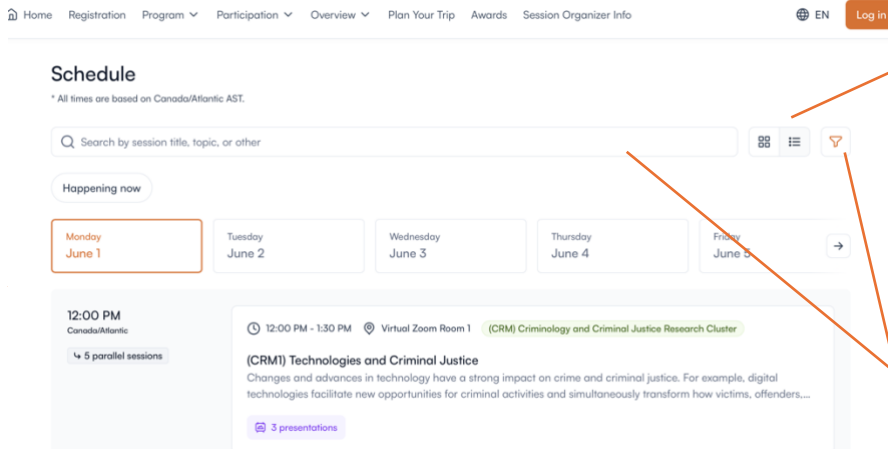 Home Registration Program Participation Overview Plan Your Trip Awards Session Organizer Info EN Log in
Schedule
* All times are based on Canada/Atlantic AST.
Search by session title, topic, or other
Happening now
Monday Tuesday Wednesday Thursday Friday
June 1 June 2 June 3 June 4 June 5
12:00 PM
Canada/Atlantic
5 parallel sessions
12:00 PM - 1:30 PM Virtual Zoom Room 1 (CRM) Criminology and Criminal Justice Research Cluster
(CRM1) Technologies and Criminal Justice
Changes and advances in technology have a strong impact on crime and criminal justice. For example, digital
technologies facilitate new opportunities for criminal activities and simultaneously transform how victims, offenders,...
3 presentations